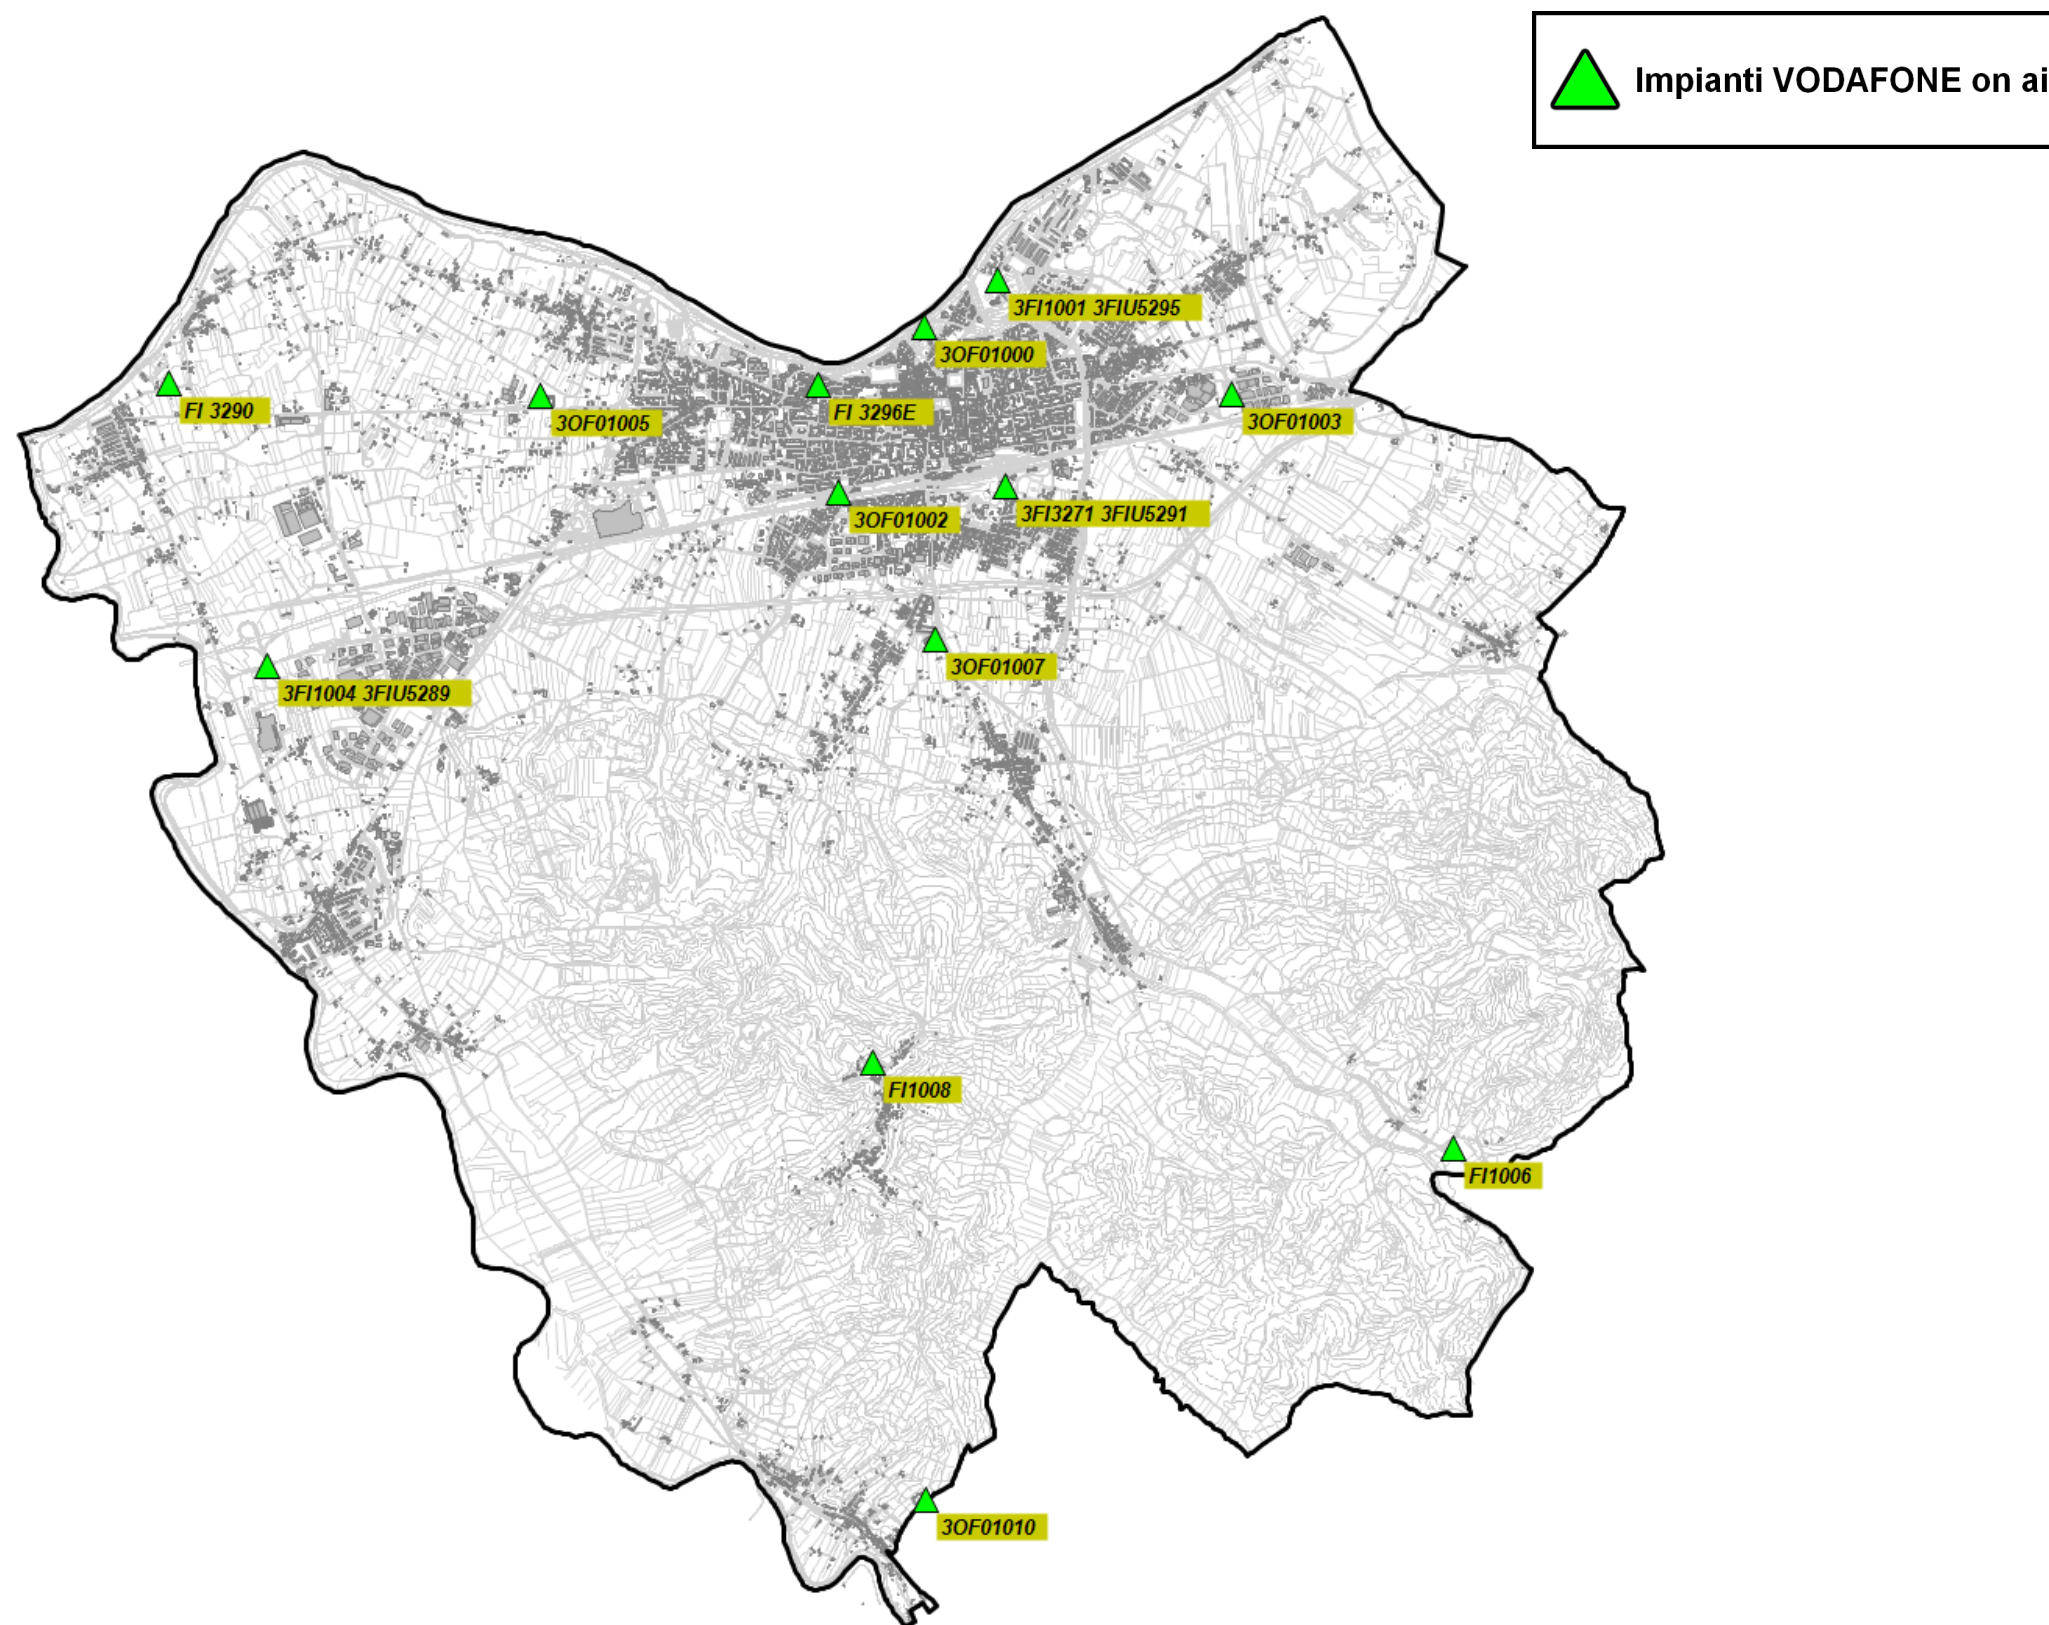 Impianti VODAFONE on ai
3FI1001 3FIU5295
3OF01000
FI 3290
3OF01005
FI 3296E
3OF01003
3OF01002
3FI3271 3FIU5291
3OF01007
3FI1004 3FIU5289
FI1008
FI1006
3OF01010